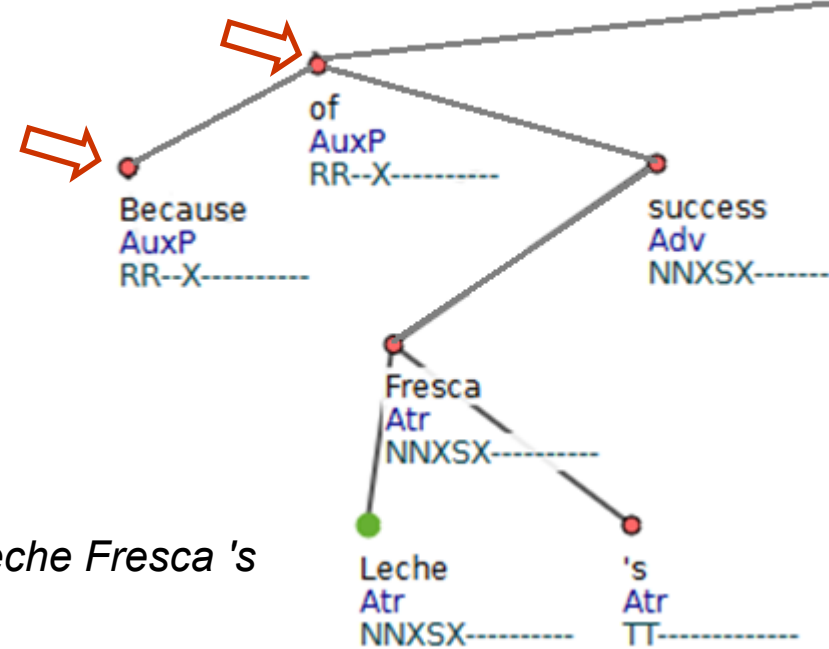 of
AuxP
RR--X----------
Because
AuxP
RR--X----------
success
Adv
NNXSX-------
Fresca
Atr
NNXSX----------
eche Fresca 's
Leche
Atr
NNXSX----------
's
Atr
TT-------------